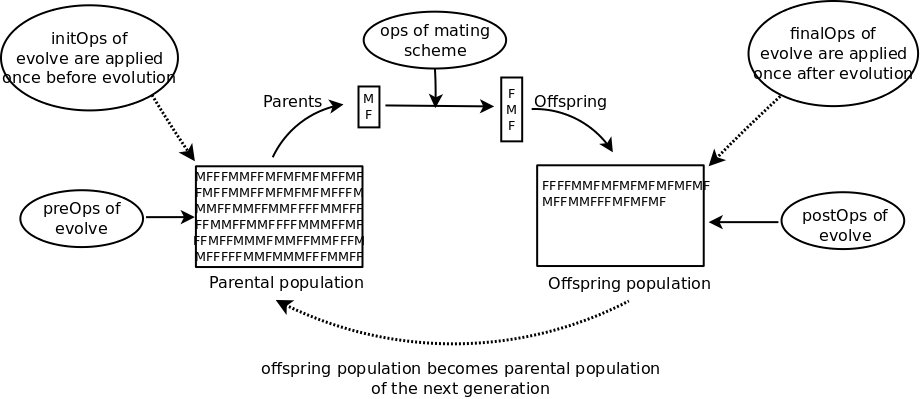 initOps of
evolve are applied
once before evolution
ops of mating
scheme
finalOps of
evolve are applied
once after evolution
Parents
M
F
F
M
F
Offspring
MFFFMMFFMFMFMFMFFMF
FMFFMMFFMFMFMFMFFFM
MMFFMMFFMMFFFFMMFFF
FFMMFFMMFFFFMMMFFMF
FFMFFMMMFMMFFMMFFFM
MFFFFFMMFMMMFFFMMFF
FFFFMMFMFMFMFMFMFMFMF
MFFMMFFFMFMFMF
preOps of
evolve
postOps of
evolve
Parental population
Offspring population
offspring population becomes parental population
of the next generation